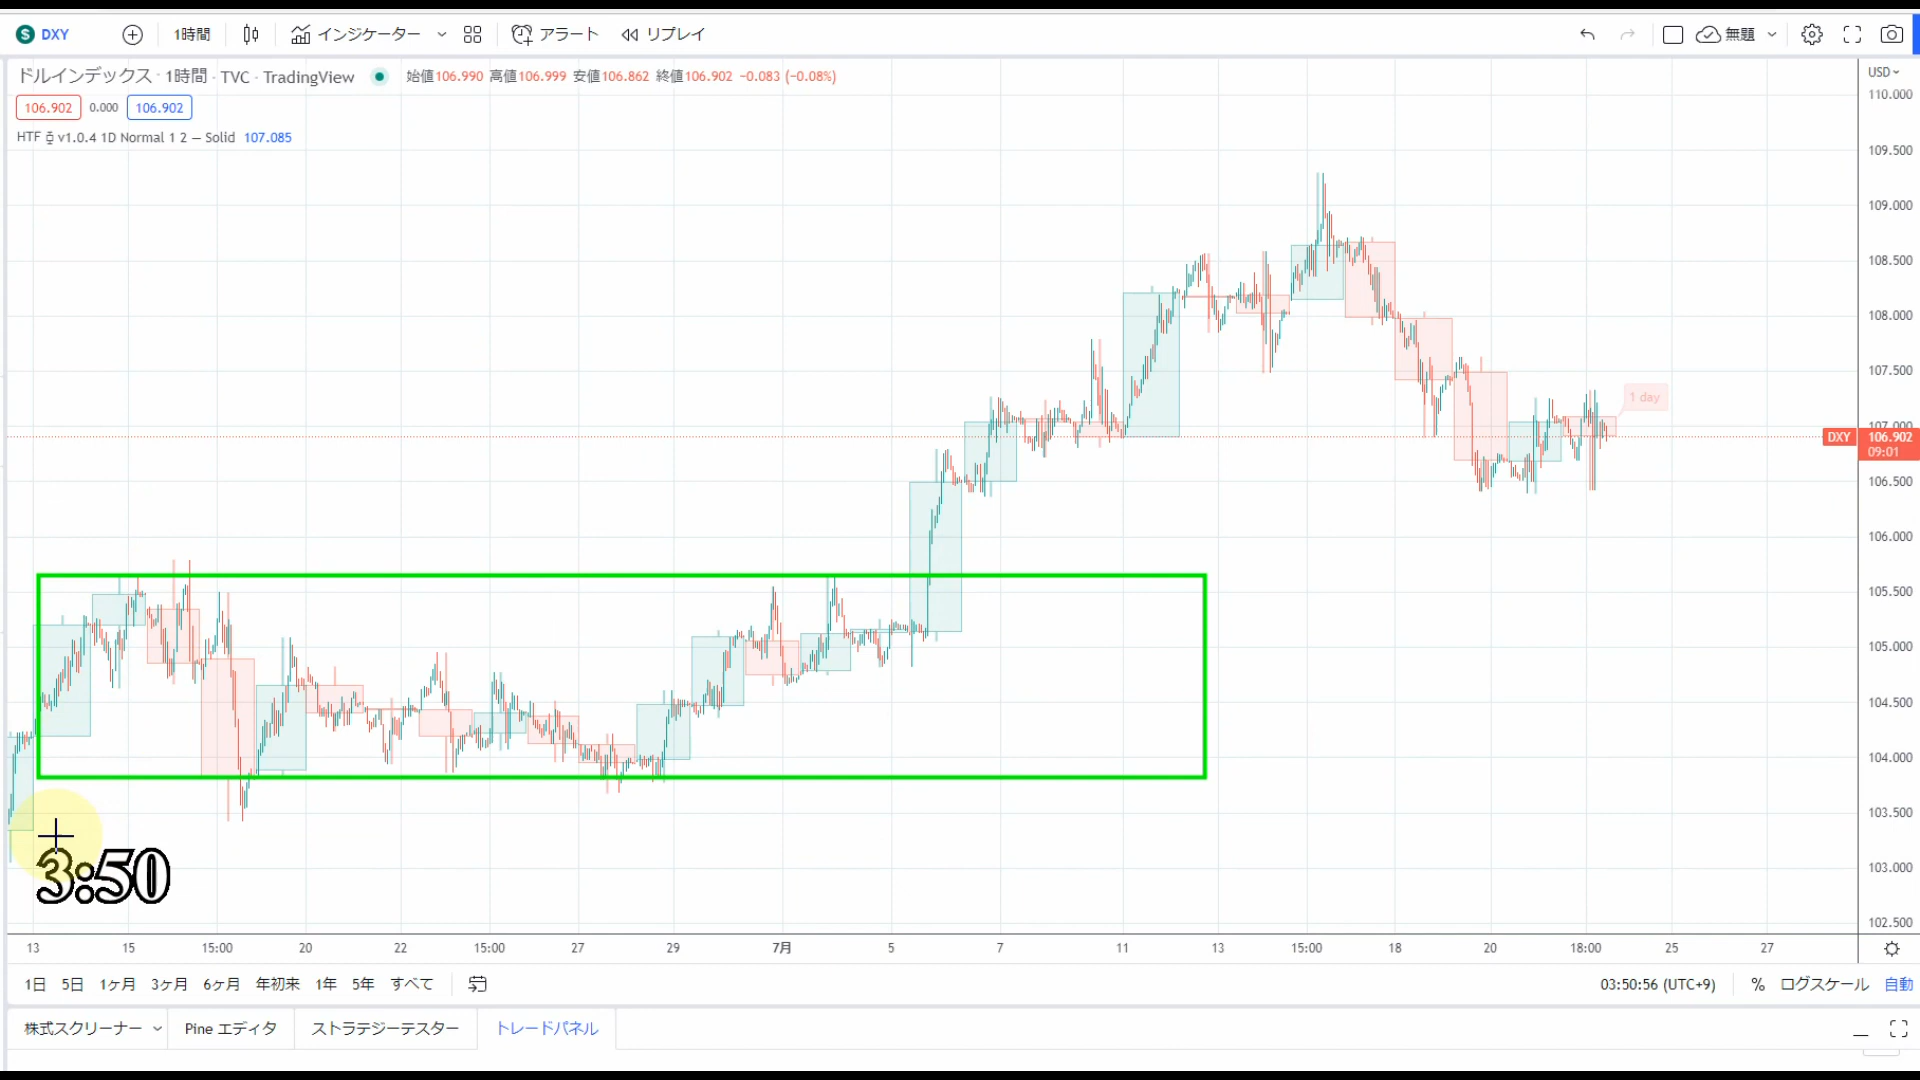 DXY 1時間 インジケーター アラート リプレイ 無題
ドルインデックス · 1時間 · TVC · TradingView 始値106.990 高値106.999 安値106.862 終値106.902 −0.083 (−0.08%)
USD
106.902 0.000 106.902
HTF v1.0.4 1D Normal 1 2 — Solid 107.085
110.000
109.500
109.000
108.500
108.000
107.500
1 day
107.000
DXY 106.902
09:01
106.500
106.000
105.500
105.000
104.500
104.000
103.500
103.000
102.500
3:50
13 15 15:00 20 22 15:00 27 29 7月 5 7 11 13 15:00 18 20 18:00 25 27
1日 5日 1ヶ月 3ヶ月 6ヶ月 年初来 1年 5年 すべて 03:50:56 (UTC+9) % ログスケール 自動
株式スクリーナー Pine エディタ ストラテジーテスター トレードパネル